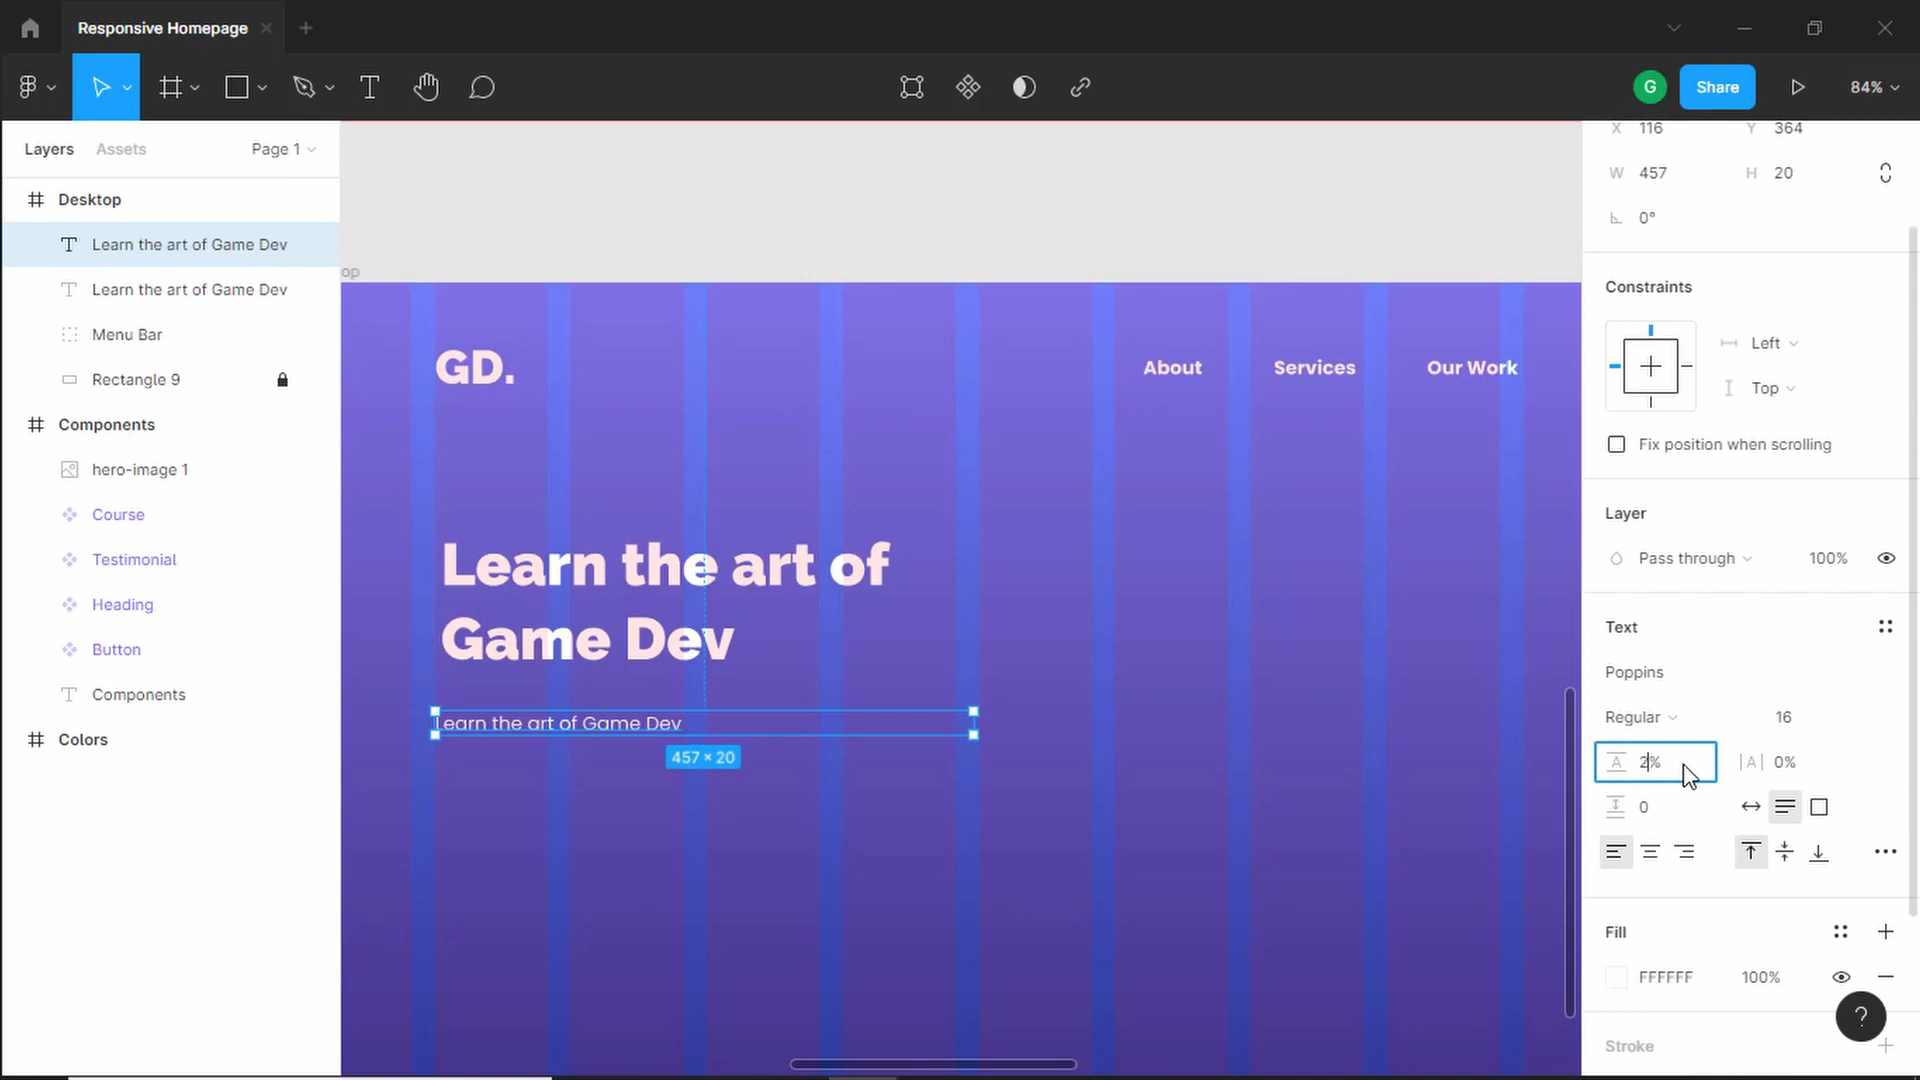 Responsive Homepage
G
Share
84%
Layers
Assets
Page 1
Desktop
Learn the art of Game Dev
Learn the art of Game Dev
Menu Bar
Rectangle 9
Components
hero-image 1
Course
Testimonial
Heading
Button
Components
Colors
op
GD.
About
Services
Our Work
Learn the art of
Game Dev
Learn the art of Game Dev
457 × 20
X 116
Y 364
W 457
H 20
0°
Constraints
Left
Top
Fix position when scrolling
Layer
Pass through
100%
Text
Poppins
Regular
16
A 2%
|A| 0%
0
Fill
FFFFFF
100%
?
Stroke